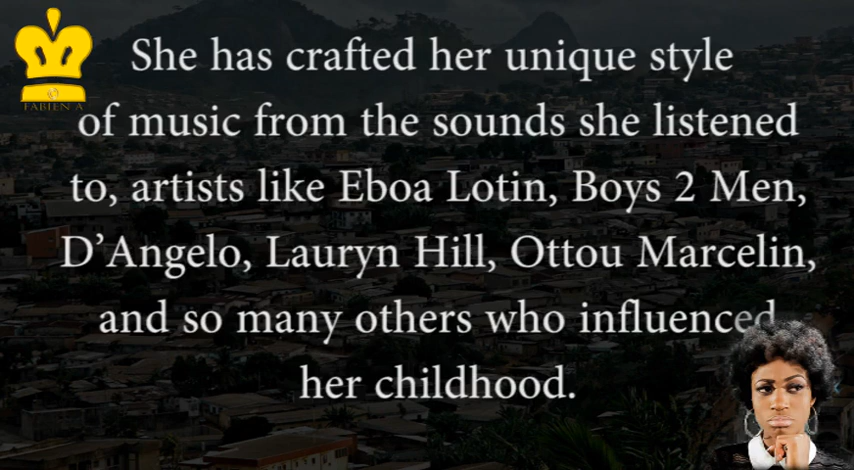 She has crafted her unique style
© FABIEN A
of music from the sounds she listened
to, artists like Eboa Lotin, Boys 2 Men,
D’Angelo, Lauryn Hill, Ottou Marcelin,
and so many others who influenced
her childhood.